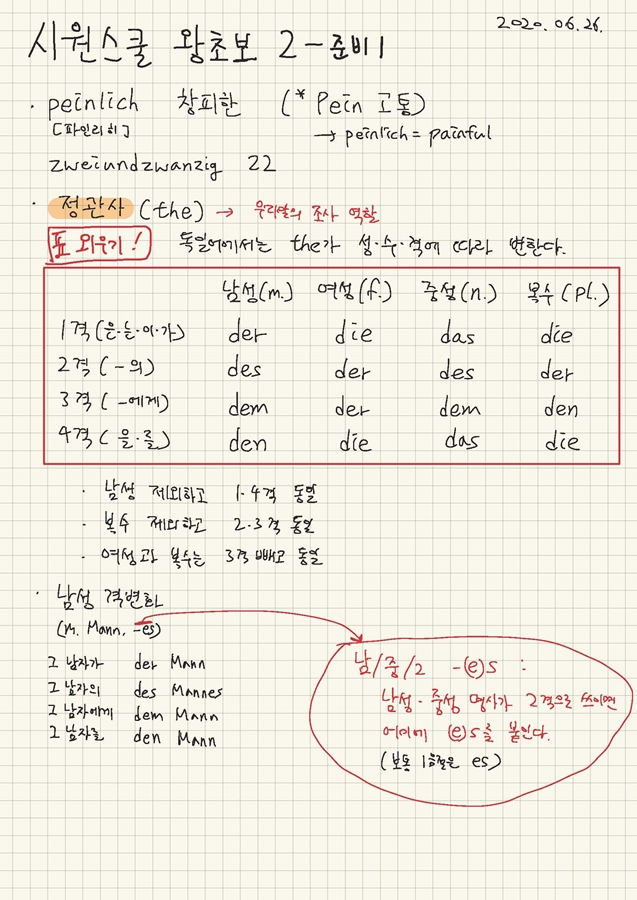 2020.06.26.
시원스쿨 왕초보 2 - 준비 1
· peinlich 창피한 (* Pein 고통)
[파인리히] → peinlich = painful
zweiundzwanzig 22
· 정관사 (the) → 우리말의 조사 역할
표 외우기! 독일어에서는 the가 성·수·격에 따라 변한다.
남성(m.) 여성(f.) 중성(n.) 복수(pl.)
1격(은·는·이·가) der die das die
2격(-의) des der des der
3격(-에게) dem der dem den
4격(을·를) den die das die
· 남성 제외하고 1·4격 동일
· 복수 제외하고 2·3격 동일
· 여성과 복수는 3격 빼고 동일
· 남성 격변화
(m. Mann, -es)
그 남자가 der Mann
그 남자의 des Mannes
그 남자에게 dem Mann
그 남자를 den Mann
남/중/2 -(e)s :
남성·중성 명사가 2격으로 쓰이면
어미에 (e)s를 붙인다.
(보통 1음절은 es)